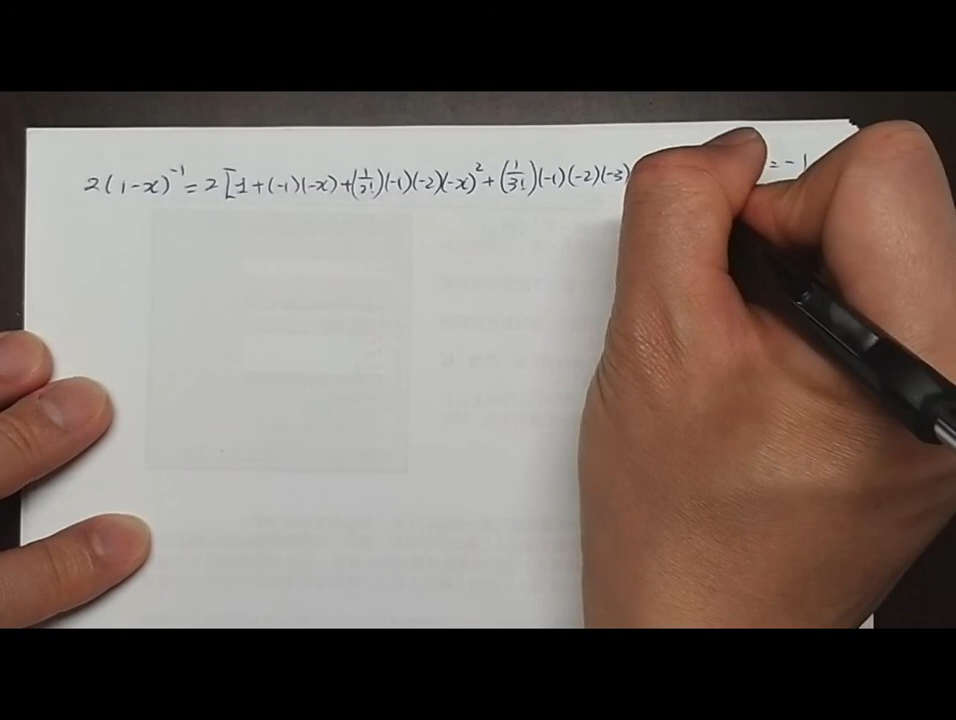 2(1-x)⁻¹ = 2[1+(-1)(-x)+(1/2!)(-1)(-2)(-x)²+(1/3!)(-1)(-2)(-3) = -1